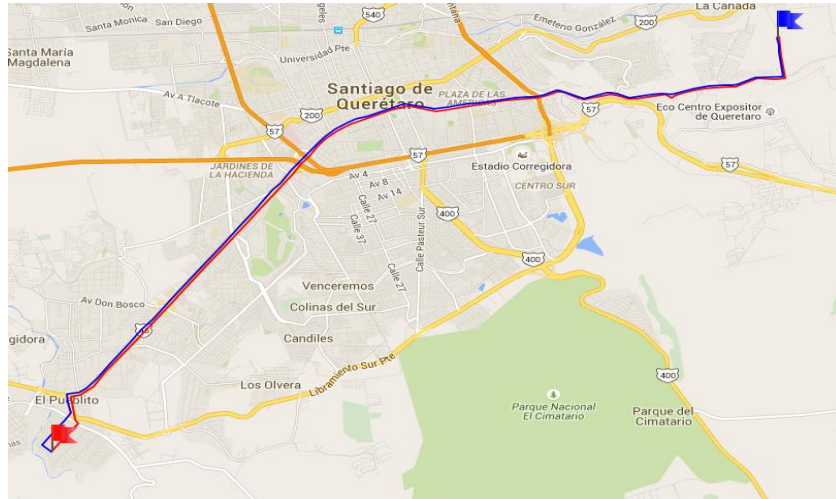 La Cañada
Santa Monica
San Diego
540
Emeterio González
200
Santa María
Magdalena
Universidad Pte
Santiago de
Querétaro
PLAZA DE LAS
AMERICAS
Av A Tlacote
200
57
57
Eco Centro Expositor
de Queretaro
57
JARDINES DE
LA HACIENDA
57
Estadio Corregidora
Av 4
Av 8
Av 14
CENTRO SUR
Calle 27
Calle 37
Calle Pasteur Sur
400
Calle 27
400
Venceremos
Av Don Bosco
Colinas del Sur
45
gidora
Candiles
Libramiento Sur Pte
400
Los Olvera
El Pueblito
Parque Nacional
El Cimatario
Parque del
Cimatario
nas